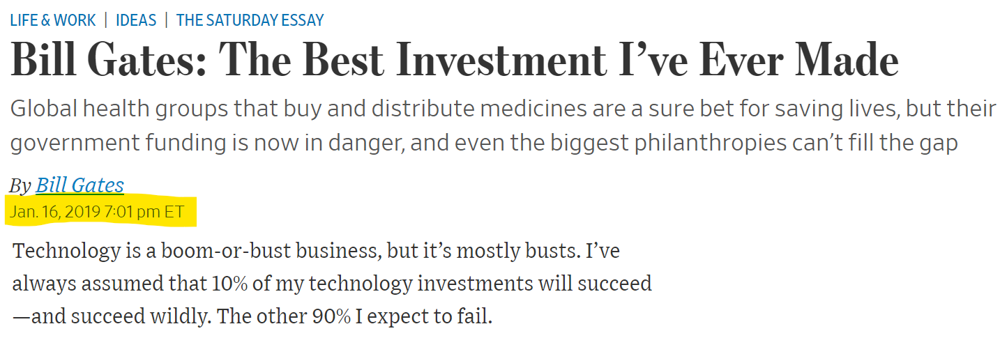 LIFE & WORK | IDEAS | THE SATURDAY ESSAY
Bill Gates: The Best Investment I’ve Ever Made
Global health groups that buy and distribute medicines are a sure bet for saving lives, but their
government funding is now in danger, and even the biggest philanthropies can’t fill the gap
By Bill Gates
Jan. 16, 2019 7:01 pm ET
Technology is a boom-or-bust business, but it’s mostly busts. I’ve
always assumed that 10% of my technology investments will succeed
—and succeed wildly. The other 90% I expect to fail.